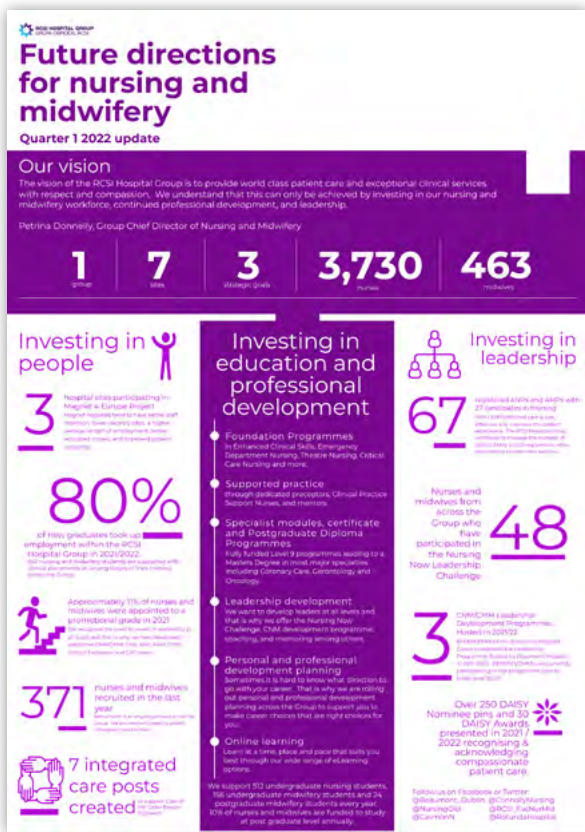 RCSI HOSPITAL GROUP
Future directions
for nursing and
midwifery
Quarter 1 2022 update
Our vision
The vision of the RCSI Hospital Group is to provide world class patient care and exceptional clinical services
with respect and compassion. We understand that this can only be achieved by investing in our nursing and
midwifery workforce, continued professional development, and leadership.
Petrina Donnelly, Group Chief Director of Nursing and Midwifery
1
group
7
sites
3
strategic goals
3,730
nurses
463
midwives
Investing in
people
3
hospital sites participating in
Magnet 4 Europe Project
80%
of new graduates took up
employment within the RCSI
Hospital Group in 2021/2022.
Approximately 11% of nurses and
midwives were appointed to a
promotional grade in 2021
371
nurses and midwives
recruited in the last
year
7 integrated
care posts
created
Investing in
education and
professional
development
Foundation Programmes
in Enhanced Clinical Skills, Emergency
Department Nursing, Theatre Nursing, Critical
Care Nursing and more.
Supported practice
through dedicated preceptors, Clinical Practice
Support Nurses, and mentors
Specialist modules, certificate
and Postgraduate Diploma
Programmes
Fully funded Level 9 programmes leading to a
Masters Degree in most major specialties
including Coronary Care, Gerontology and
Oncology.
Leadership development
We want to develop leaders at all levels and
that is why we offer the Nursing Now
Challenge, CNM development programme,
coaching, and mentoring among others.
Personal and professional
development planning
Sometimes it is hard to know what direction to
go with your career. That is why we are rolling
out personal and professional development
planning across the Group to support you to
make career choices that are right choices for
you.
Online learning
Learn at a time, place and pace that suits you
best through our wide range of eLearning
options.
We support 512 undergraduate nursing students,
156 undergraduate midwifery students and 24
postgraduate midwifery students every year.
10% of nurses and midwives are funded to study
at post graduate level annually.
Investing in
leadership
67
registered ANPs and AMPs with
27 candidates in training
Nurses and
midwives from
across the
Group who
have
participated in
the Nursing
Now Leadership
Challenge
48
3
CNM/CMM Leadership
Development Programmes
Hosted in 2021/22
Over 250 DAISY
Nominee pins and 30
DAISY Awards
presented in 2021 /
2022 recognising &
acknowledging
compassionate
patient care.
Follow us on Facebook or Twitter:
@Beaumont_Dublin @ConnollyNursing
@NursingOld @RCSI_FacNurMid
@CavmonN @RotundaHospital